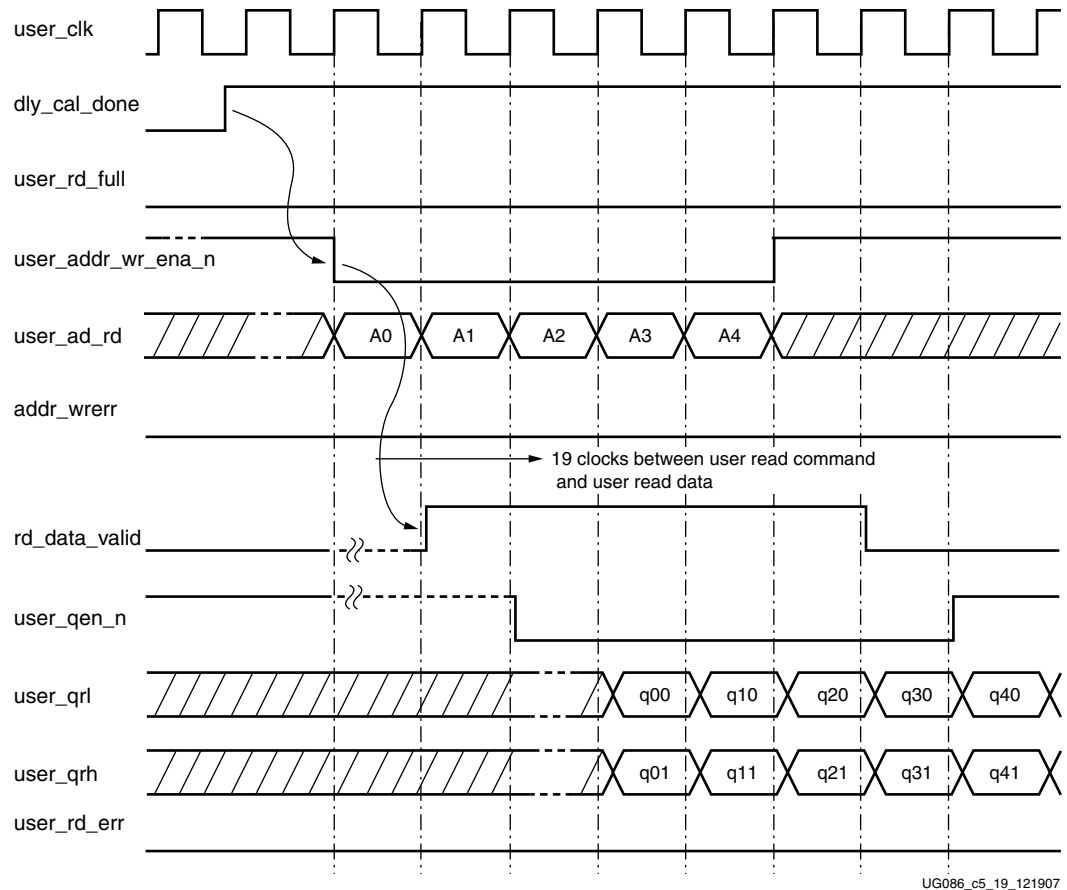 user_clk
dly_cal_done
user_rd_full
user_addr_wr_ena_n
user_ad_rd
A0 A1 A2 A3 A4
addr_wrerr
19 clocks between user read command
and user read data
rd_data_valid
user_qen_n
user_qrl
q00 q10 q20 q30 q40
user_qrh
q01 q11 q21 q31 q41
user_rd_err
UG086_c5_19_121907